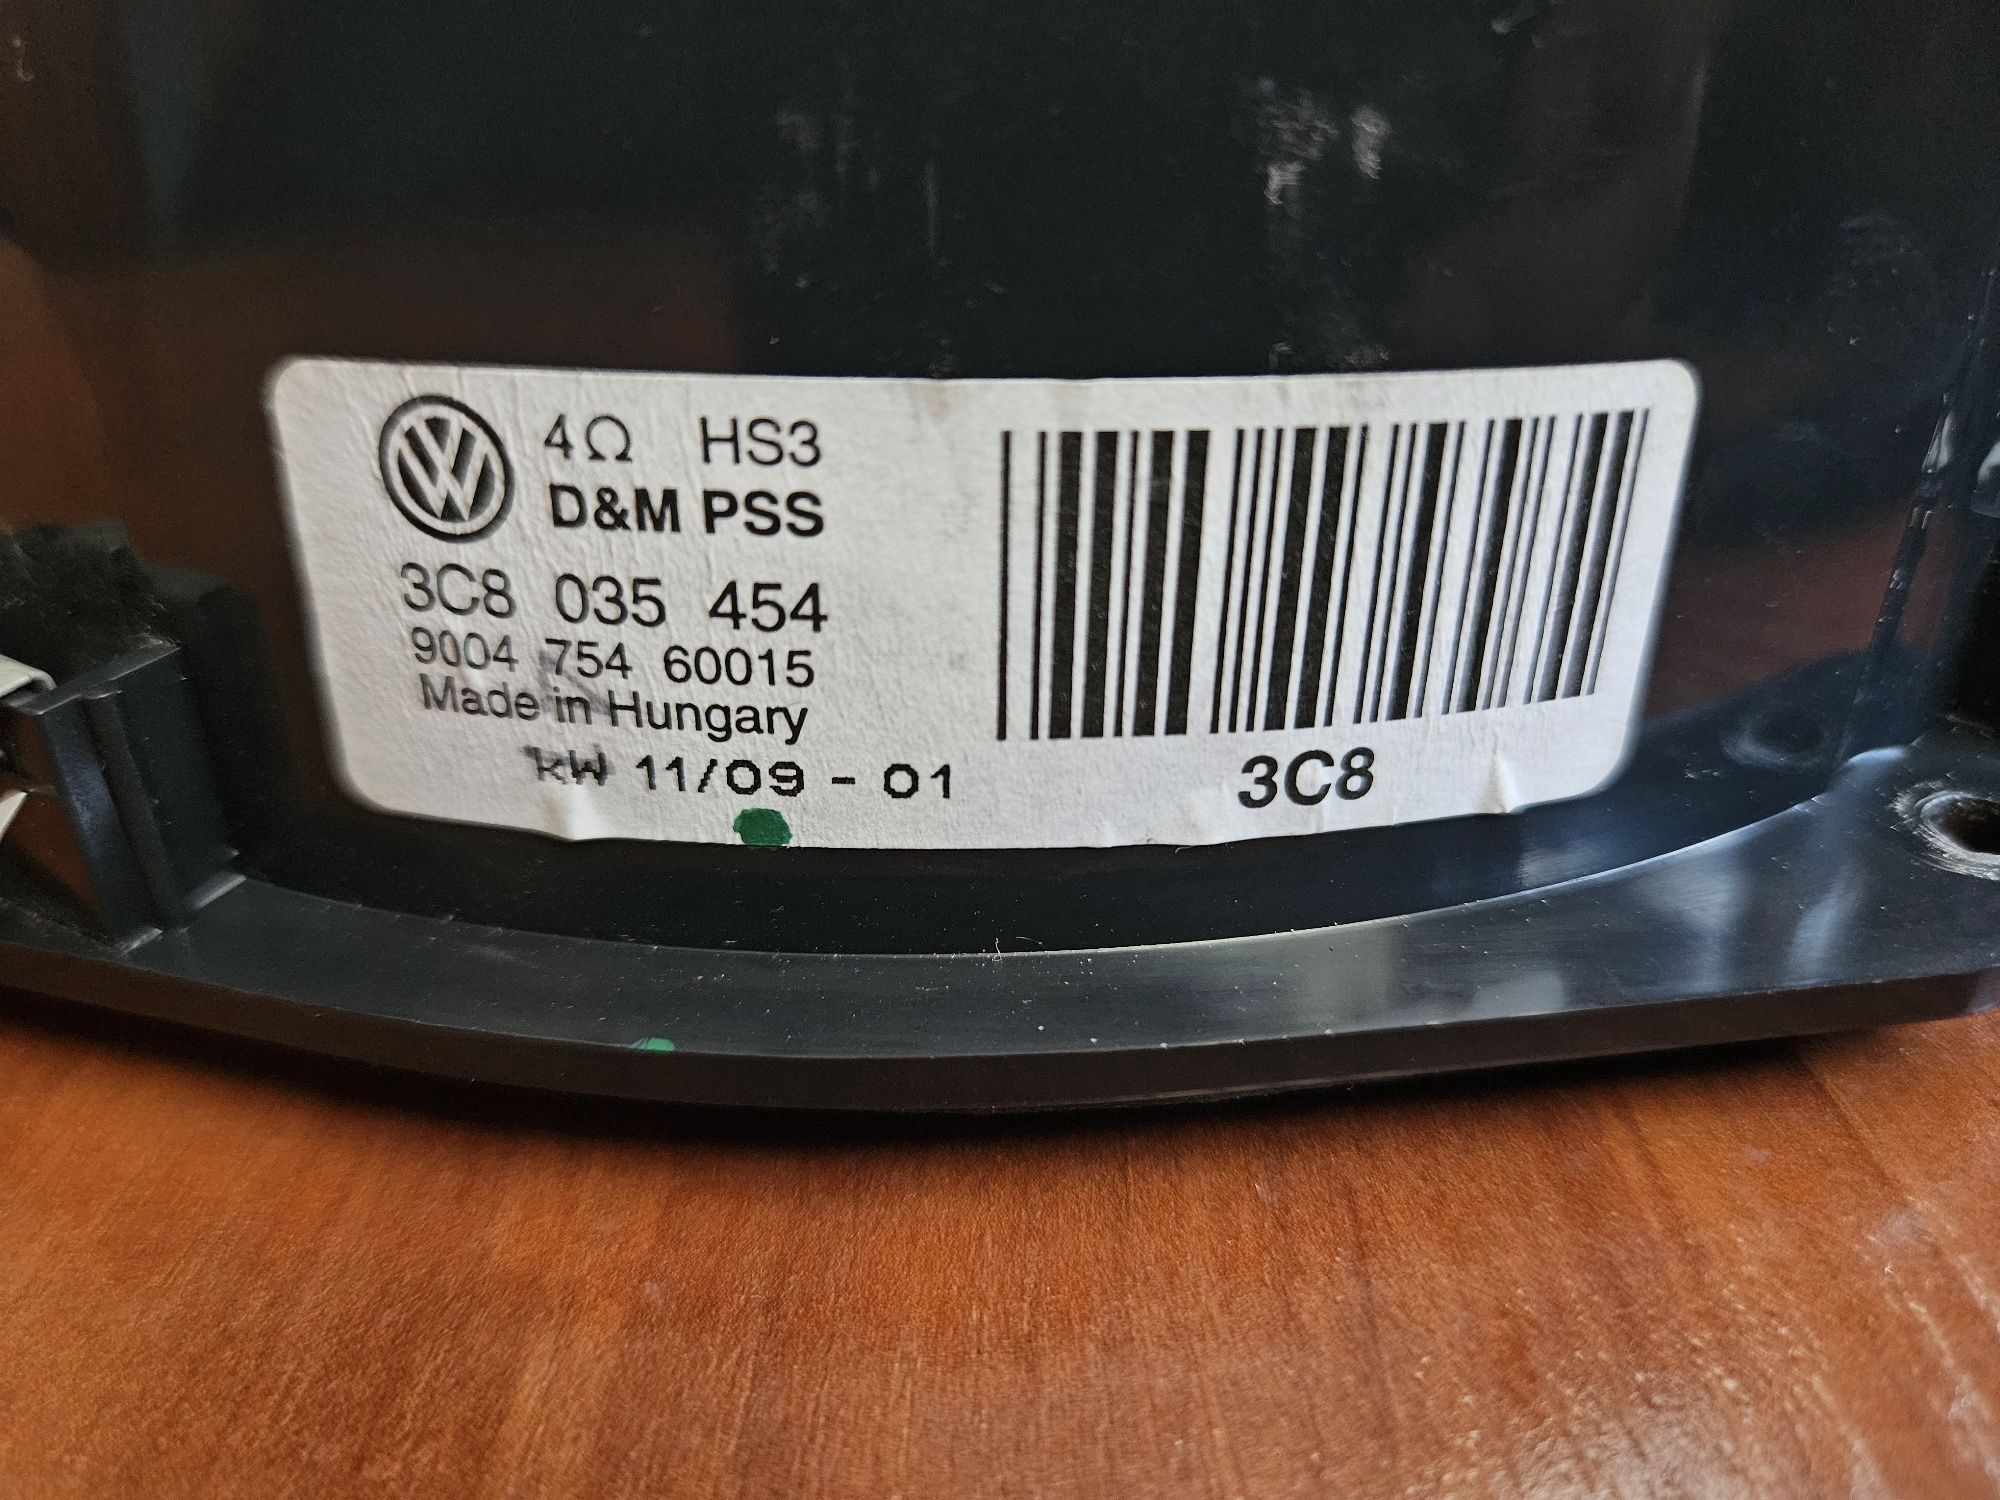 4Ω HS3
D&M PSS
3C8 035 454
9004 754 60015
Made in Hungary
KW 11/09 - 01
3C8